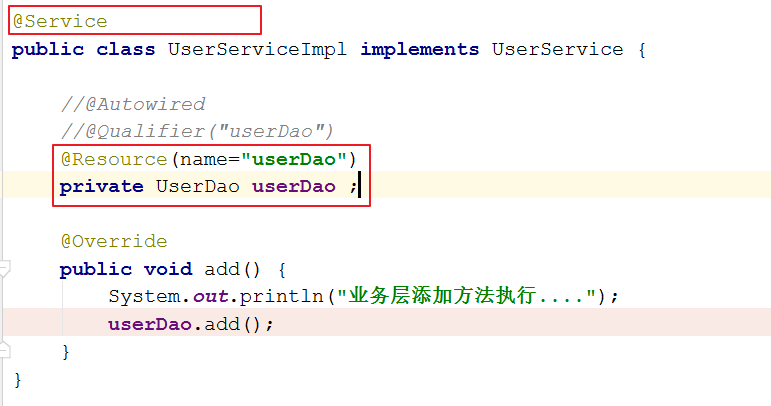 @Service
public class UserServiceImpl implements UserService {
//@Autowired
//@Qualifier("userDao")
@Resource(name="userDao")
private UserDao userDao ;
@Override
public void add() {
System.out.println("业务层添加方法执行....");
userDao.add();
}
}